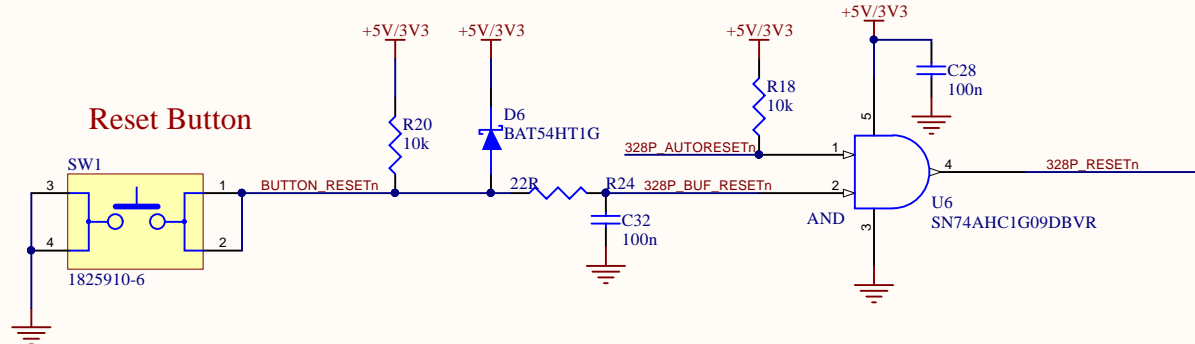 +5V/3V3
+5V/3V3
+5V/3V3
+5V/3V3
C28
100n
R18
10k
Reset Button
R20
10k
D6
BAT54HT1G
5
SW1
328P_AUTORESETn
1
4
328P_RESETn
3
1
BUTTON_RESETn
22R
R24
328P_BUF_RESETn
2
U6
SN74AHC1G09DBVR
AND
C32
100n
3
4
2
1825910-6